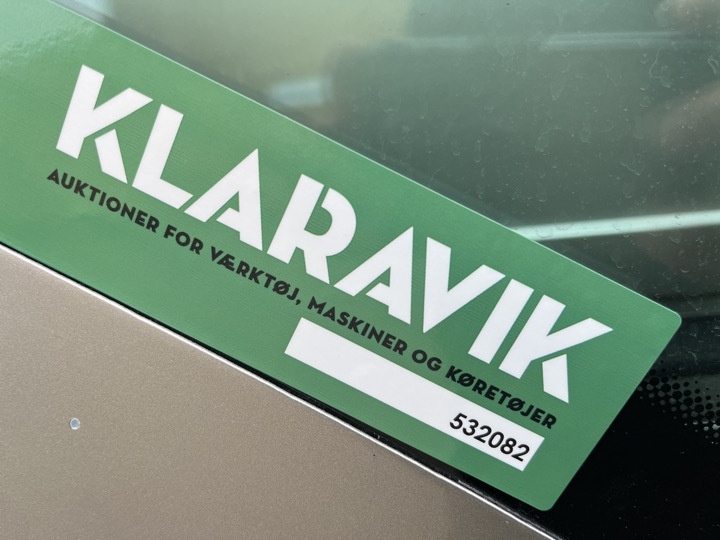 KLARAVIK
AUKTIONER FOR VÆRKTØJ, MASKINER OG KØRETØJER
532082